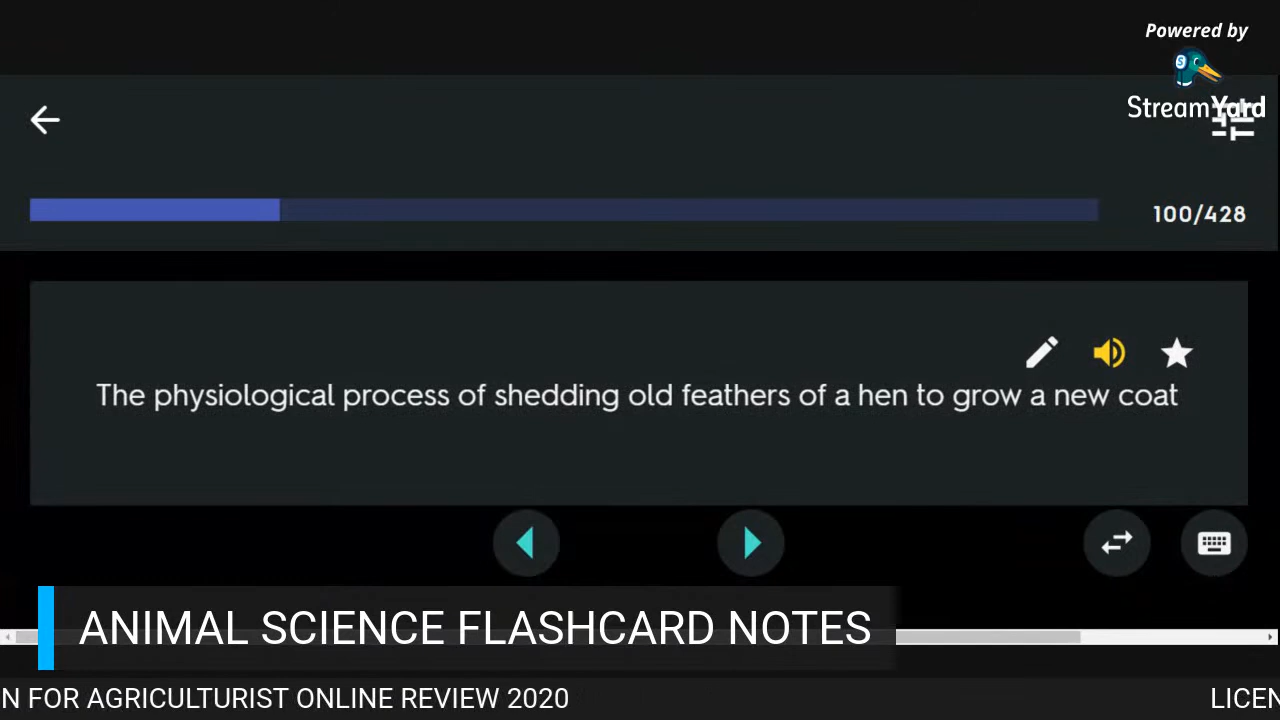 Powered by
StreamYard
100/428
The physiological process of shedding old feathers of a hen to grow a new coat
ANIMAL SCIENCE FLASHCARD NOTES
N FOR AGRICULTURIST ONLINE REVIEW 2020 LICEN